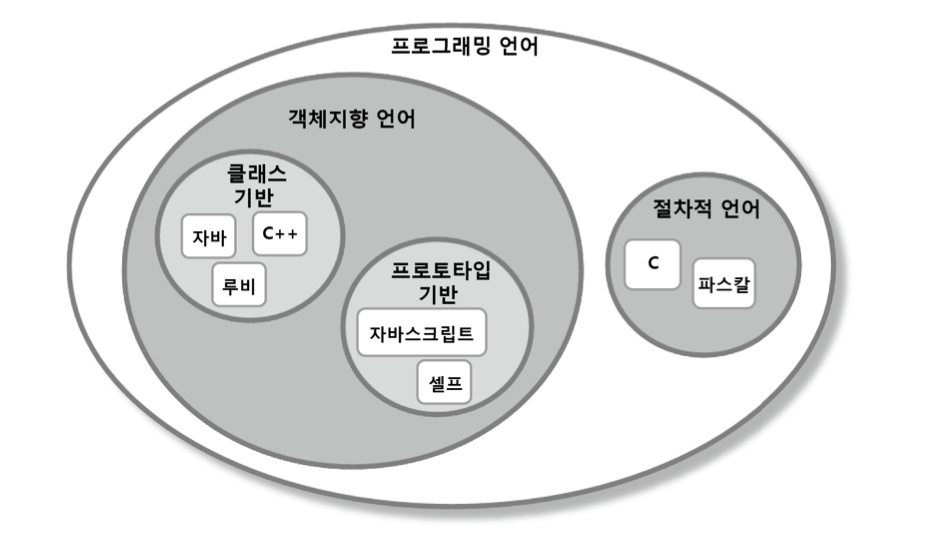 프로그래밍 언어
객체지향 언어
클래스
기반
자바
C++
루비
프로토타입
기반
자바스크립트
셀프
절차적 언어
C
파스칼